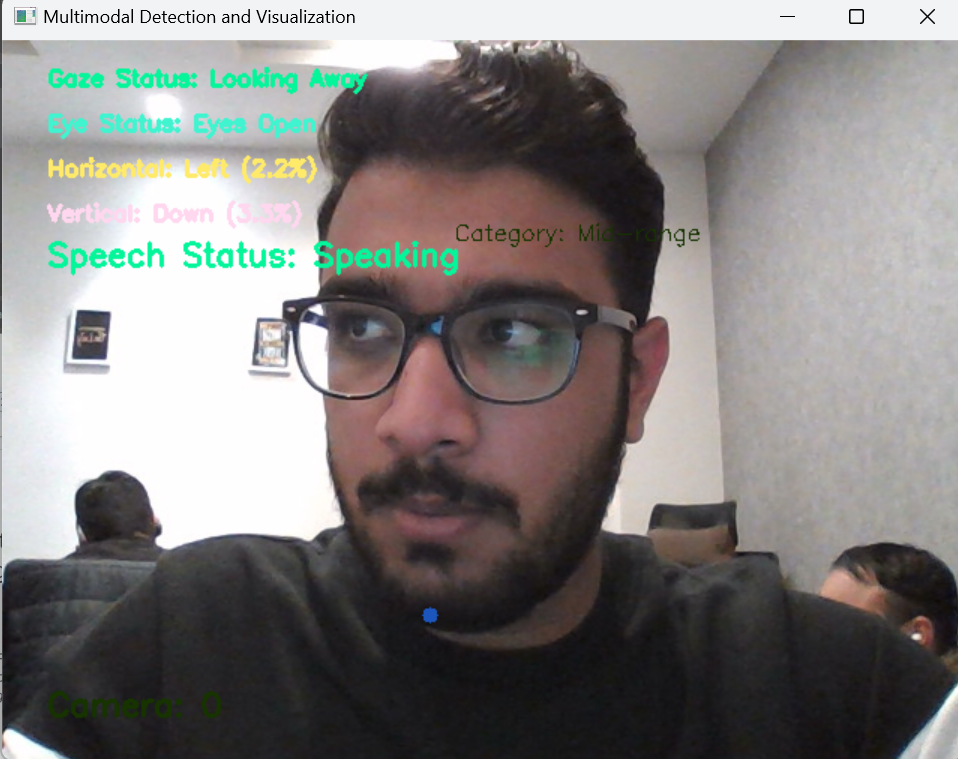 Multimodal Detection and Visualization
Gaze Status: Looking Away
Eye Status: Eyes Open
Horizontal: Left (2.2%)
Vertical: Down (3.3%)
Category: Mid-range
Speech Status: Speaking
Camera: 0